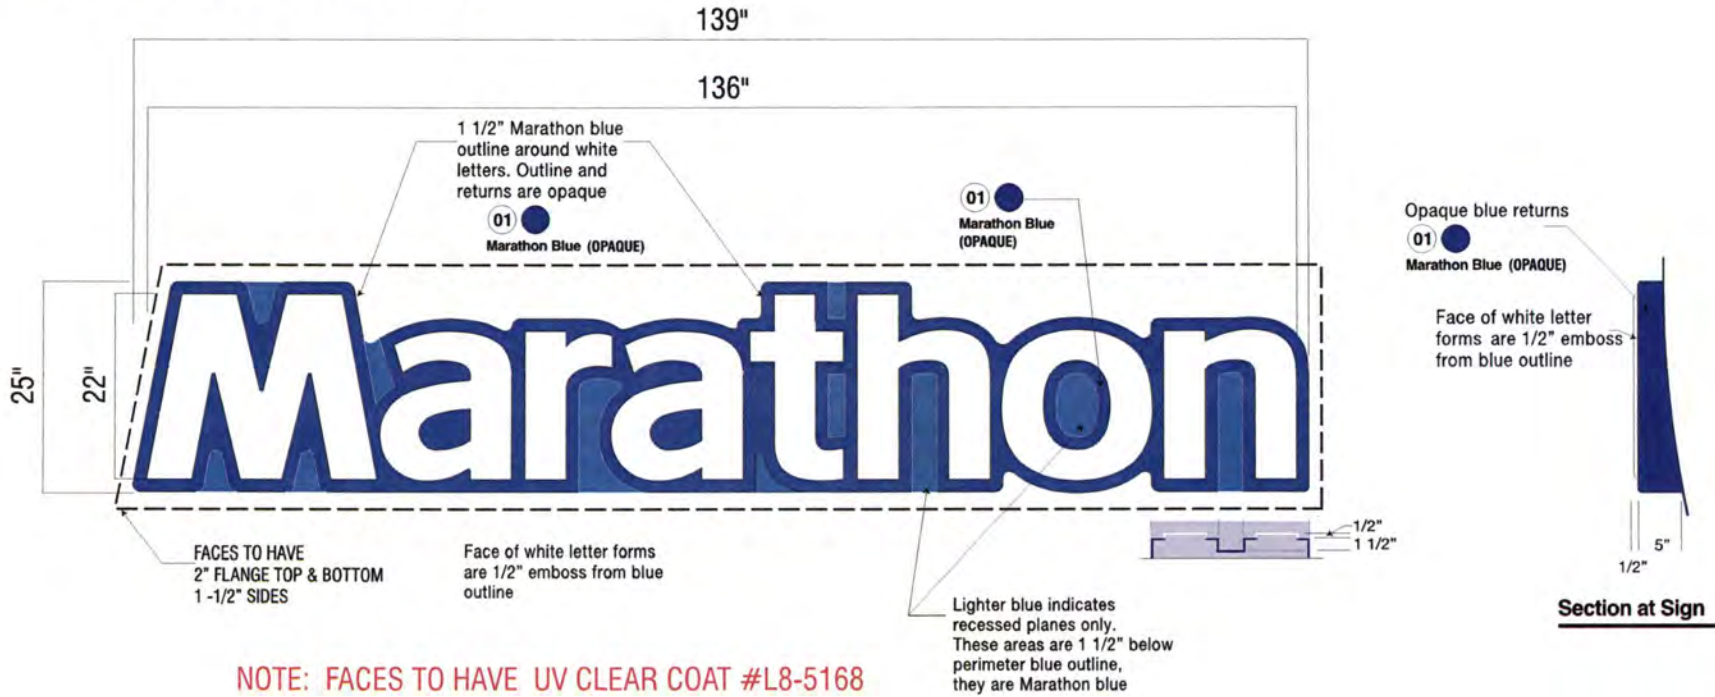 139"
136"
1 1/2" Marathon blue
outline around white
letters. Outline and
returns are opaque
01
Marathon Blue (OPAQUE)
01
Marathon Blue
(OPAQUE)
Opaque blue returns
01
Marathon Blue (OPAQUE)
Face of white letter
forms are 1/2" emboss
from blue outline
25"
22"
Marathon
1/2"
1 1/2"
5"
1/2"
Section at Sign
FACES TO HAVE
2" FLANGE TOP & BOTTOM
1 -1/2" SIDES
Face of white letter forms
are 1/2" emboss from blue
outline
Lighter blue indicates
recessed planes only.
These areas are 1 1/2" below
perimeter blue outline,
they are Marathon blue
NOTE: FACES TO HAVE UV CLEAR COAT #L8-5168